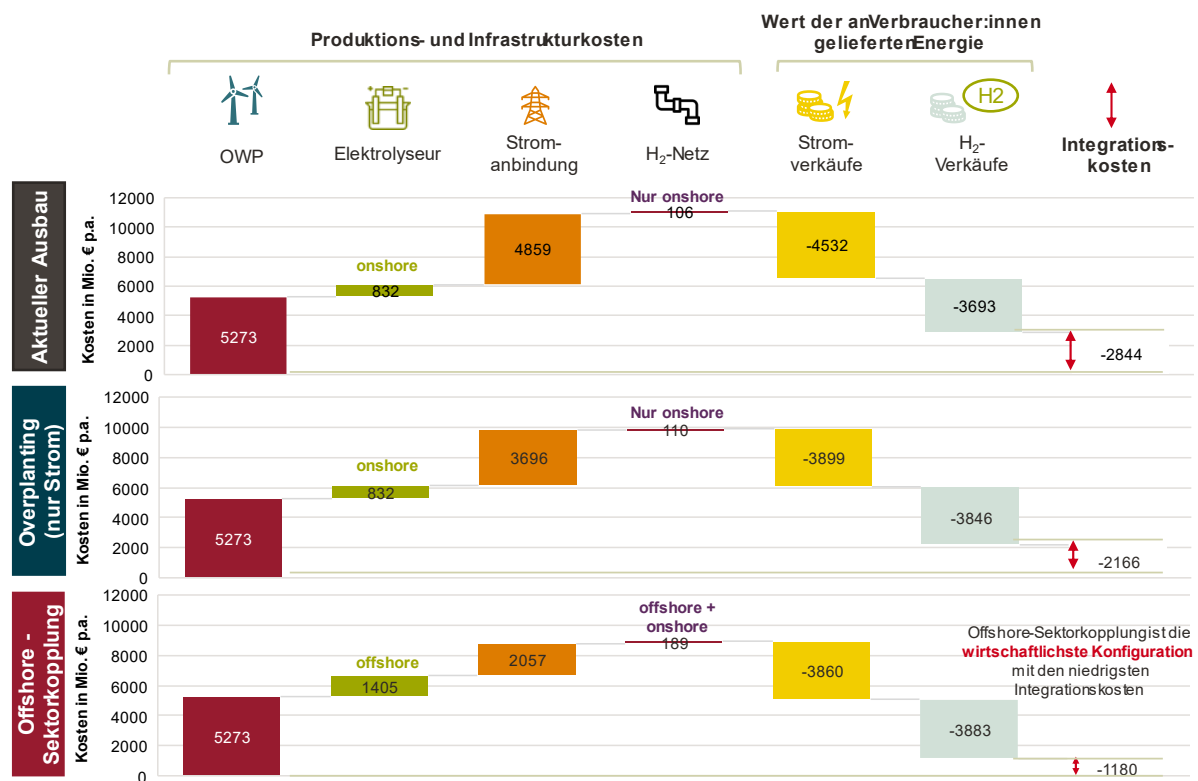 Produktions- und Infrastrukturkosten
Wert der an Verbraucher:innen
gelieferten Energie
H2
OWP
Elektrolyseur
Strom-
anbindung
H₂-Netz
Strom-
verkäufe
H₂-
Verkäufe
Integrations-
kosten
Aktueller Ausbau
Kosten in Mio. € p.a.
12000
10000
8000
6000
4000
2000
0
5273
onshore
832
4859
Nur onshore
106
-4532
-3693
-2844
Overplanting
(nur Strom)
Kosten in Mio. € p.a.
12000
10000
8000
6000
4000
2000
0
5273
onshore
832
3696
Nur onshore
110
-3899
-3846
-2166
Offshore -
Sektorkopplung
Kosten in Mio. € p.a.
12000
10000
8000
6000
4000
2000
0
5273
offshore
1405
2057
offshore +
onshore
189
-3860
-3883
Offshore-Sektorkopplung ist die
wirtschaftlichste Konfiguration
mit den niedrigsten
Integrationskosten
-1180